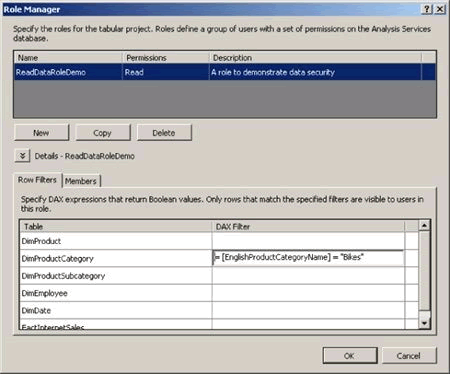 Role Manager
Specify the roles for the tabular project. Roles define a group of users with a set of permissions on the Analysis Services
database.
Name Permissions Description
ReadDataRoleDemo Read A role to demonstrate data security
New Copy Delete
Details - ReadDataRoleDemo
Row Filters Members
Specify DAX expressions that return Boolean values. Only rows that match the specified filters are visible to users in
this role.
Table DAX Filter
DimProduct
DimProductCategory = [EnglishProductCategoryName] = "Bikes"
DimProductSubcategory
DimEmployee
DimDate
FactInternetSales
OK Cancel